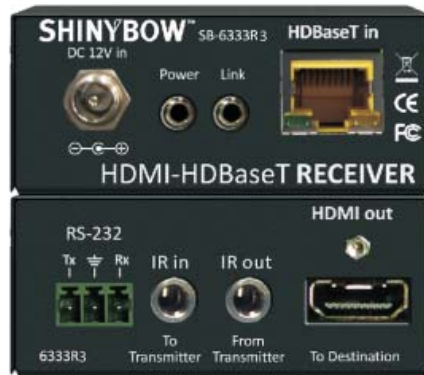 SHINYBOW™ SB-6333R3 HDBaseT in
DC 12V in
Power Link
CE
FC
HDMI-HDBaseT RECEIVER
HDMI out
RS-232
Tx Rx IR in IR out
To From
6333R3 Transmitter Transmitter To Destination